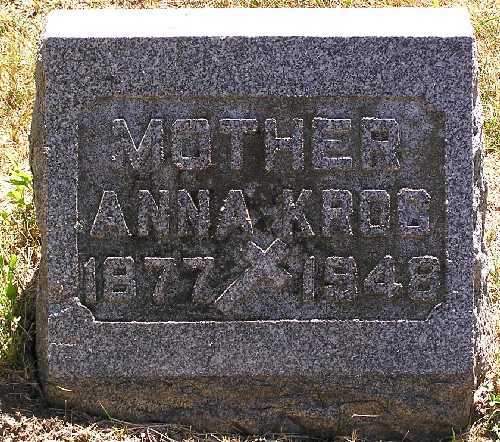 MOTHER
ANNA KROG
1877 1948